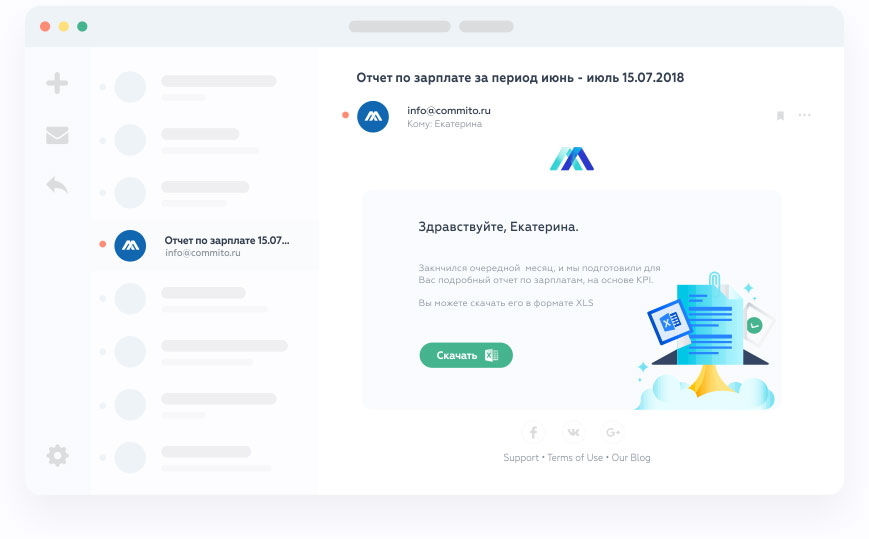 Отчет по зарплате за период июнь - июль 15.07.2018
info@commito.ru
Кому: Екатерина
Отчет по зарплате 15.07...
info@commito.ru
Здравствуйте, Екатерина.
Закнчился очередной месяц, и мы подготовили для
Вас подробный отчет по зарплатам, на основе KPI.
Вы можете скачать его в формате XLS
Скачать
X
X
G+
Support • Terms of Use • Our Blog